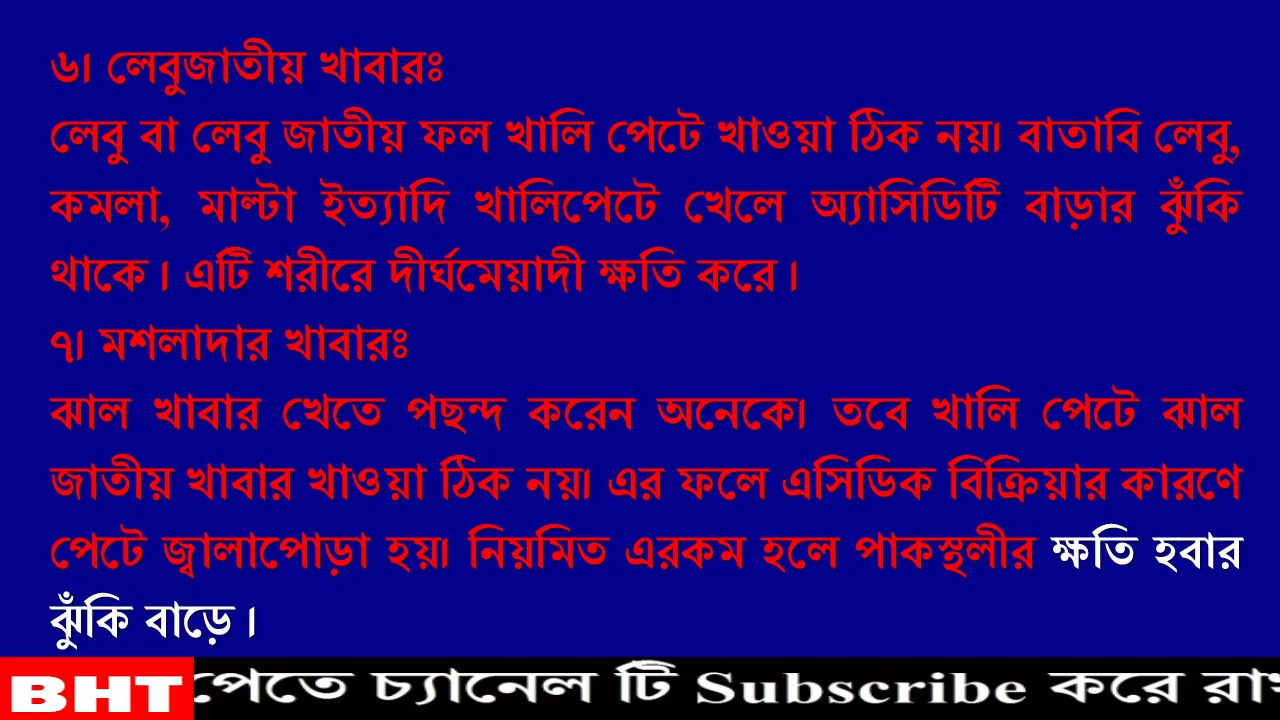 ৬। লেবুজাতীয় খাবারঃ
লেবু বা লেবু জাতীয় ফল খালি পেটে খাওয়া ঠিক নয়। বাতাবি লেবু,
কমলা, মাল্টা ইত্যাদি খালিপেটে খেলে অ্যাসিডিটি বাড়ার ঝুঁকি
থাকে। এটি শরীরে দীর্ঘমেয়াদী ক্ষতি করে।
৭। মশলাদার খাবারঃ
ঝাল খাবার খেতে পছন্দ করেন অনেকে। তবে খালি পেটে ঝাল
জাতীয় খাবার খাওয়া ঠিক নয়। এর ফলে এসিডিক বিক্রিয়ার কারণে
পেটে জ্বালাপোড়া হয়। নিয়মিত এরকম হলে পাকস্থলীর ক্ষতি হবার
ঝুঁকি বাড়ে।
BHT পেতে চ্যানেল টি Subscribe করে